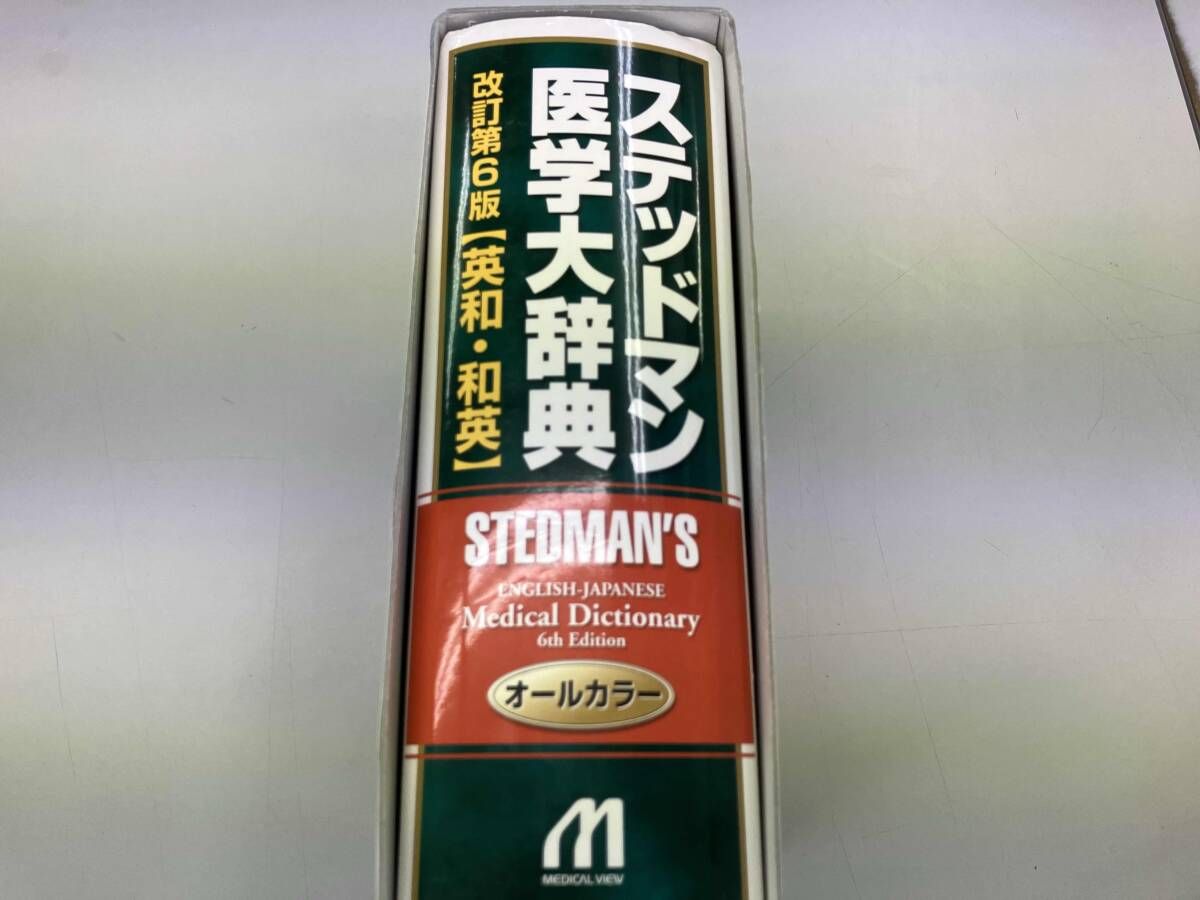 ステッドマン
医学大辞典
改訂第6版【英和・和英】
STEDMAN'S
ENGLISH-JAPANESE
Medical Dictionary
6th Edition
オールカラー
MEDICAL VIEW